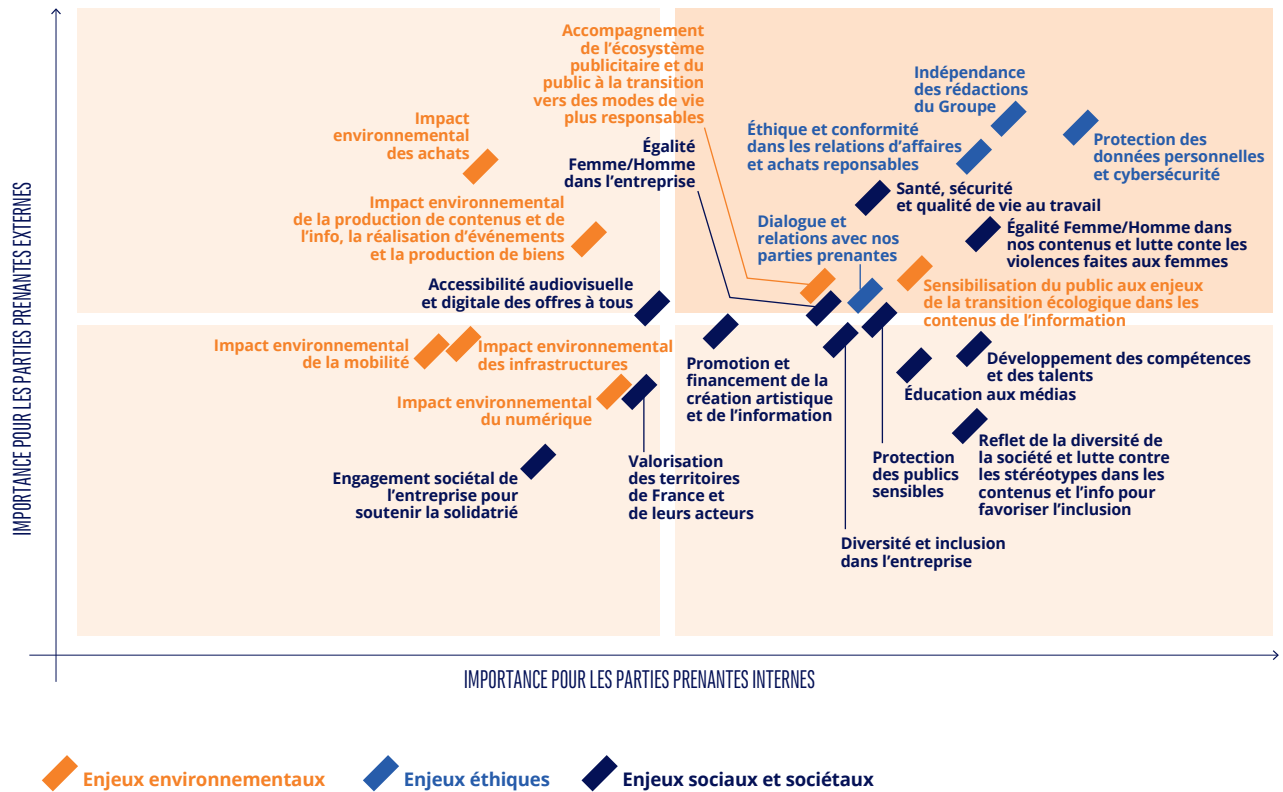 IMPORTANCE POUR LES PARTIES PRENANTES EXTERNES
Accompagnement
de l'écosystème
publicitaire et du
public à la transition
vers des modes de vie
plus responsables
Impact
environnemental
des achats
Égalité
Femme/Homme
dans l'entreprise
Impact environnemental
de la production de contenus et de
l'info, la réalisation d'événements
et la production de biens
Accessibilité audiovisuelle
et digitale des offres à tous
Indépendance
des rédactions
du Groupe
Éthique et conformité
dans les relations d'affaires
et achats reponsables
Protection des
données personnelles
et cybersécurité
Santé, sécurité
et qualité de vie au travail
Dialogue et
relations avec nos
parties prenantes
Égalité Femme/Homme dans
nos contenus et lutte conte les
violences faites aux femmes
Sensibilisation du public aux enjeux
de la transition écologique dans les
contenus de l'information
Impact environnemental
de la mobilité
Impact environnemental
des infrastructures
Impact environnemental
du numérique
Engagement sociétal de
l'entreprise pour
soutenir la solidatrié
Valorisation
des territoires
de France et
de leurs acteurs
Promotion et
financement de la
création artistique
et de l'information
Développement des compétences
et des talents
Éducation aux médias
Reflet de la diversité de
la société et lutte contre
les stéréotypes dans les
contenus et l'info pour
favoriser l'inclusion
Protection
des publics
sensibles
Diversité et inclusion
dans l'entreprise
IMPORTANCE POUR LES PARTIES PRENANTES INTERNES
Enjeux environnementaux
Enjeux éthiques
Enjeux sociaux et sociétaux